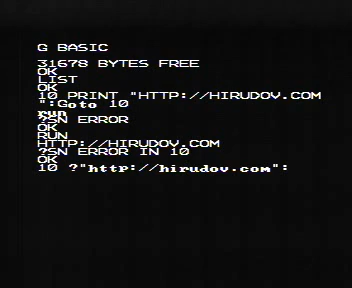 G BASIC
31678 BYTES FREE
OK
LIST
OK
10 PRINT "HTTP://HIRUDOV.COM
":Goto 10
run
?SN ERROR
OK
RUN
HTTP://HIRUDOV.COM
?SN ERROR IN 10
OK
10 ?"http://hirudov.com":